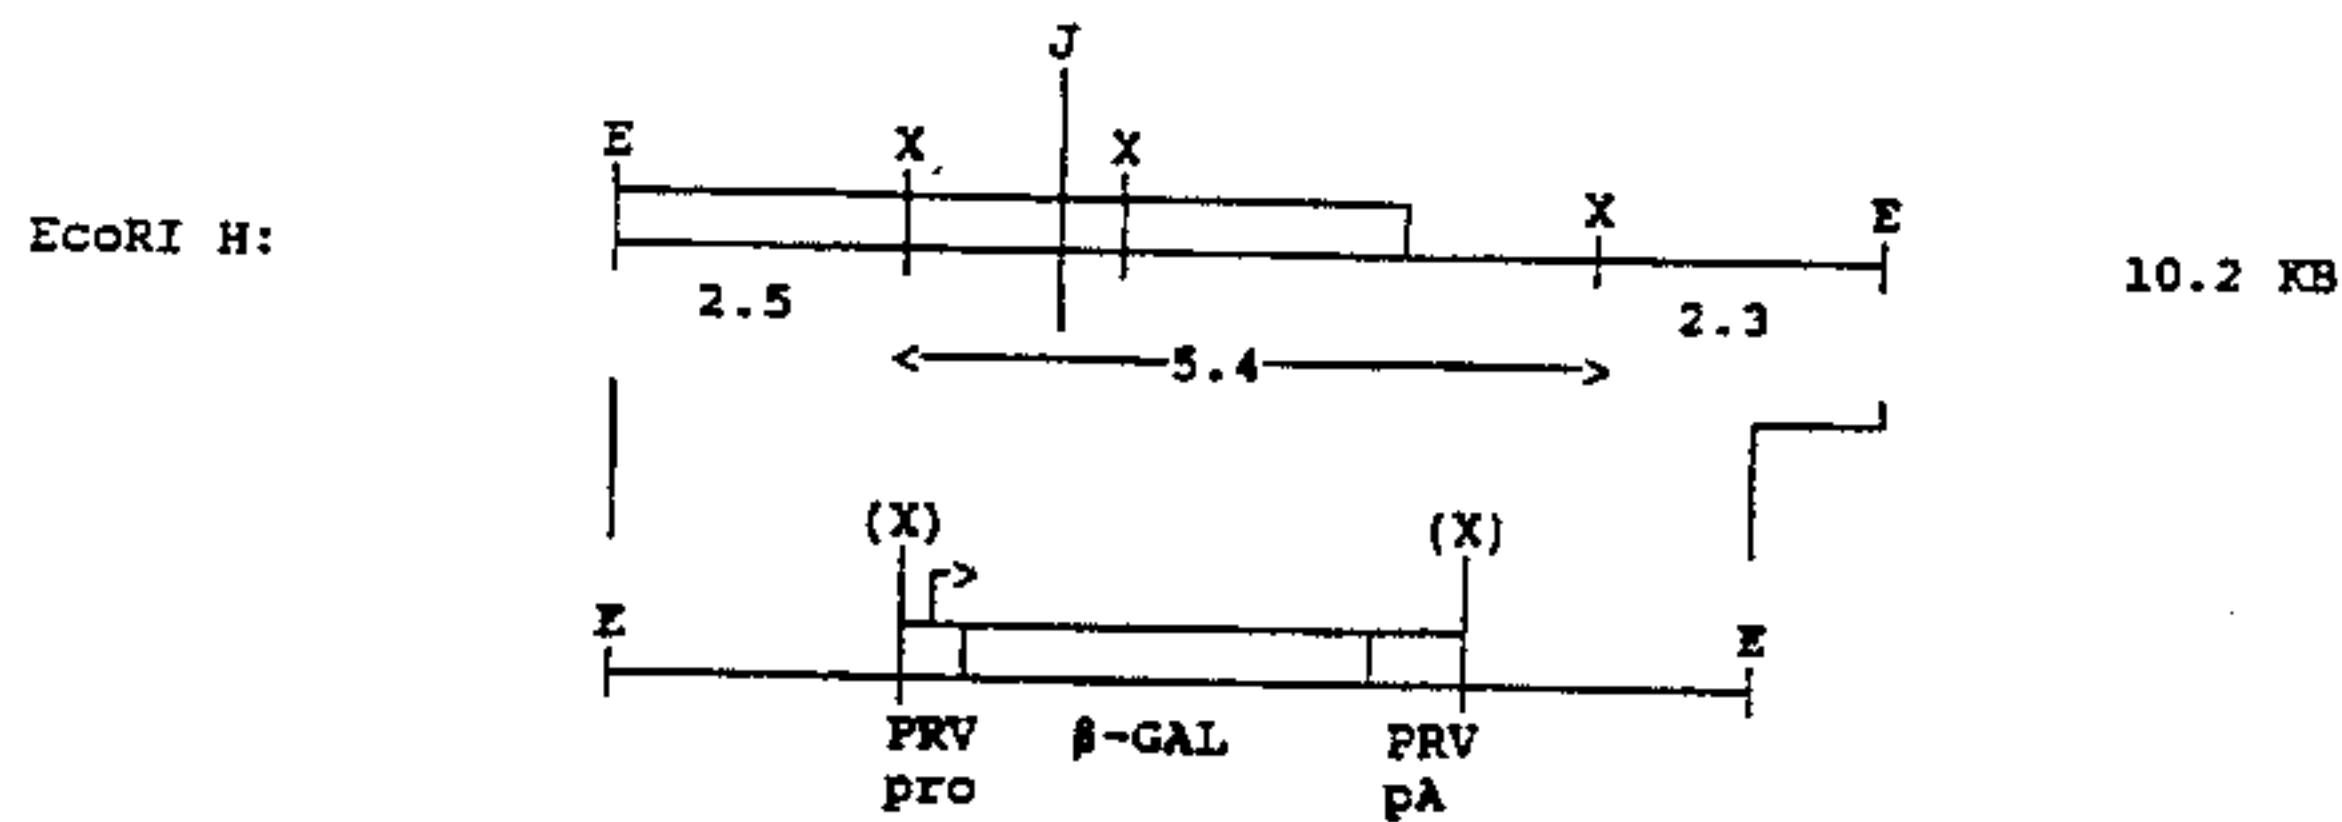 J
E X X X E
EcoRI H:
10.2 KB
2.5 2.3
<-5.4->
(X) (X)
E E
PRV β-GAL PRV
pro pA